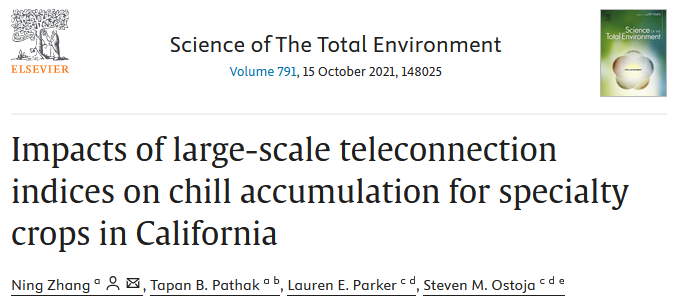 Science of The Total Environment
Volume 791, 15 October 2021, 148025
ELSEVIER
Science of the
Total Environment
Impacts of large-scale teleconnection
indices on chill accumulation for specialty
crops in California
Ning Zhang a, Tapan B. Pathak a b, Lauren E. Parker c d, Steven M. Ostoja c d e